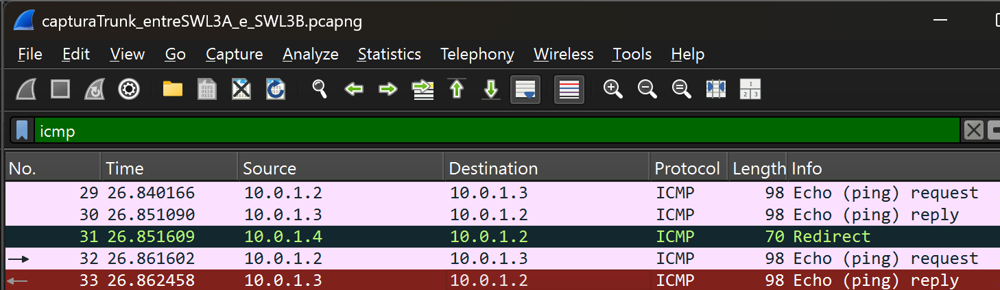 capturaTrunk_entreSWL3A_e_SWL3B.pcapng
File Edit View Go Capture Analyze Statistics Telephony Wireless Tools Help
icmp
No. Time Source Destination Protocol Length Info
29 26.840166 10.0.1.2 10.0.1.3 ICMP 98 Echo (ping) request
30 26.851090 10.0.1.3 10.0.1.2 ICMP 98 Echo (ping) reply
31 26.851609 10.0.1.4 10.0.1.2 ICMP 70 Redirect
32 26.861602 10.0.1.2 10.0.1.3 ICMP 98 Echo (ping) request
33 26.862458 10.0.1.3 10.0.1.2 ICMP 98 Echo (ping) reply